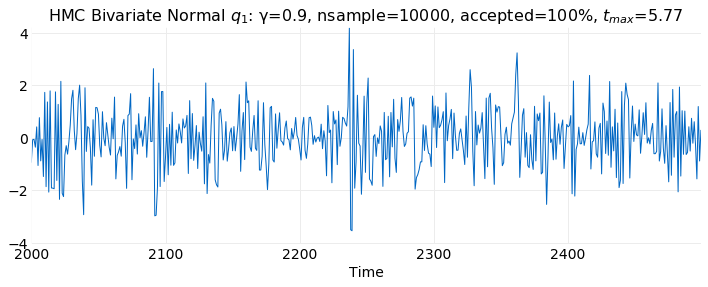 HMC Bivariate Normal q₁: γ=0.9, nsample=10000, accepted=100%, tₘₐₓ=5.77
4
2
0
−2
−4
2000 2100 2200 2300 2400
Time